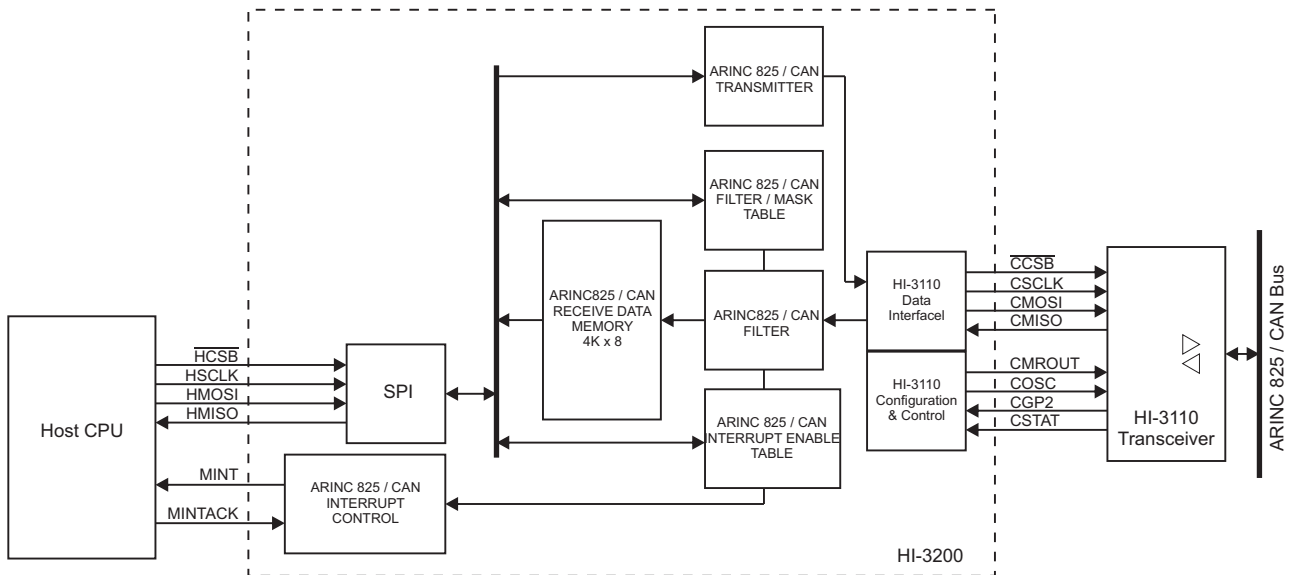 ARINC 825 / CAN
TRANSMITTER
ARINC 825 / CAN
FILTER / MASK
TABLE
ARINC825 / CAN
RECEIVE DATA
MEMORY
4K x 8
ARINC825 / CAN
FILTER
ARINC 825 / CAN
INTERRUPT ENABLE
TABLE
HI-3110
Data
Interfacel
HI-3110
Configuration
& Control
CCSB
CSCLK
CMOSI
CMISO
CMROUT
COSC
CGP2
CSTAT
HI-3110
Transceiver
ARINC 825 / CAN Bus
Host CPU
HCSB
HSCLK
HMOSI
HMISO
SPI
MINT
MINTACK
ARINC 825 / CAN
INTERRUPT
CONTROL
HI-3200